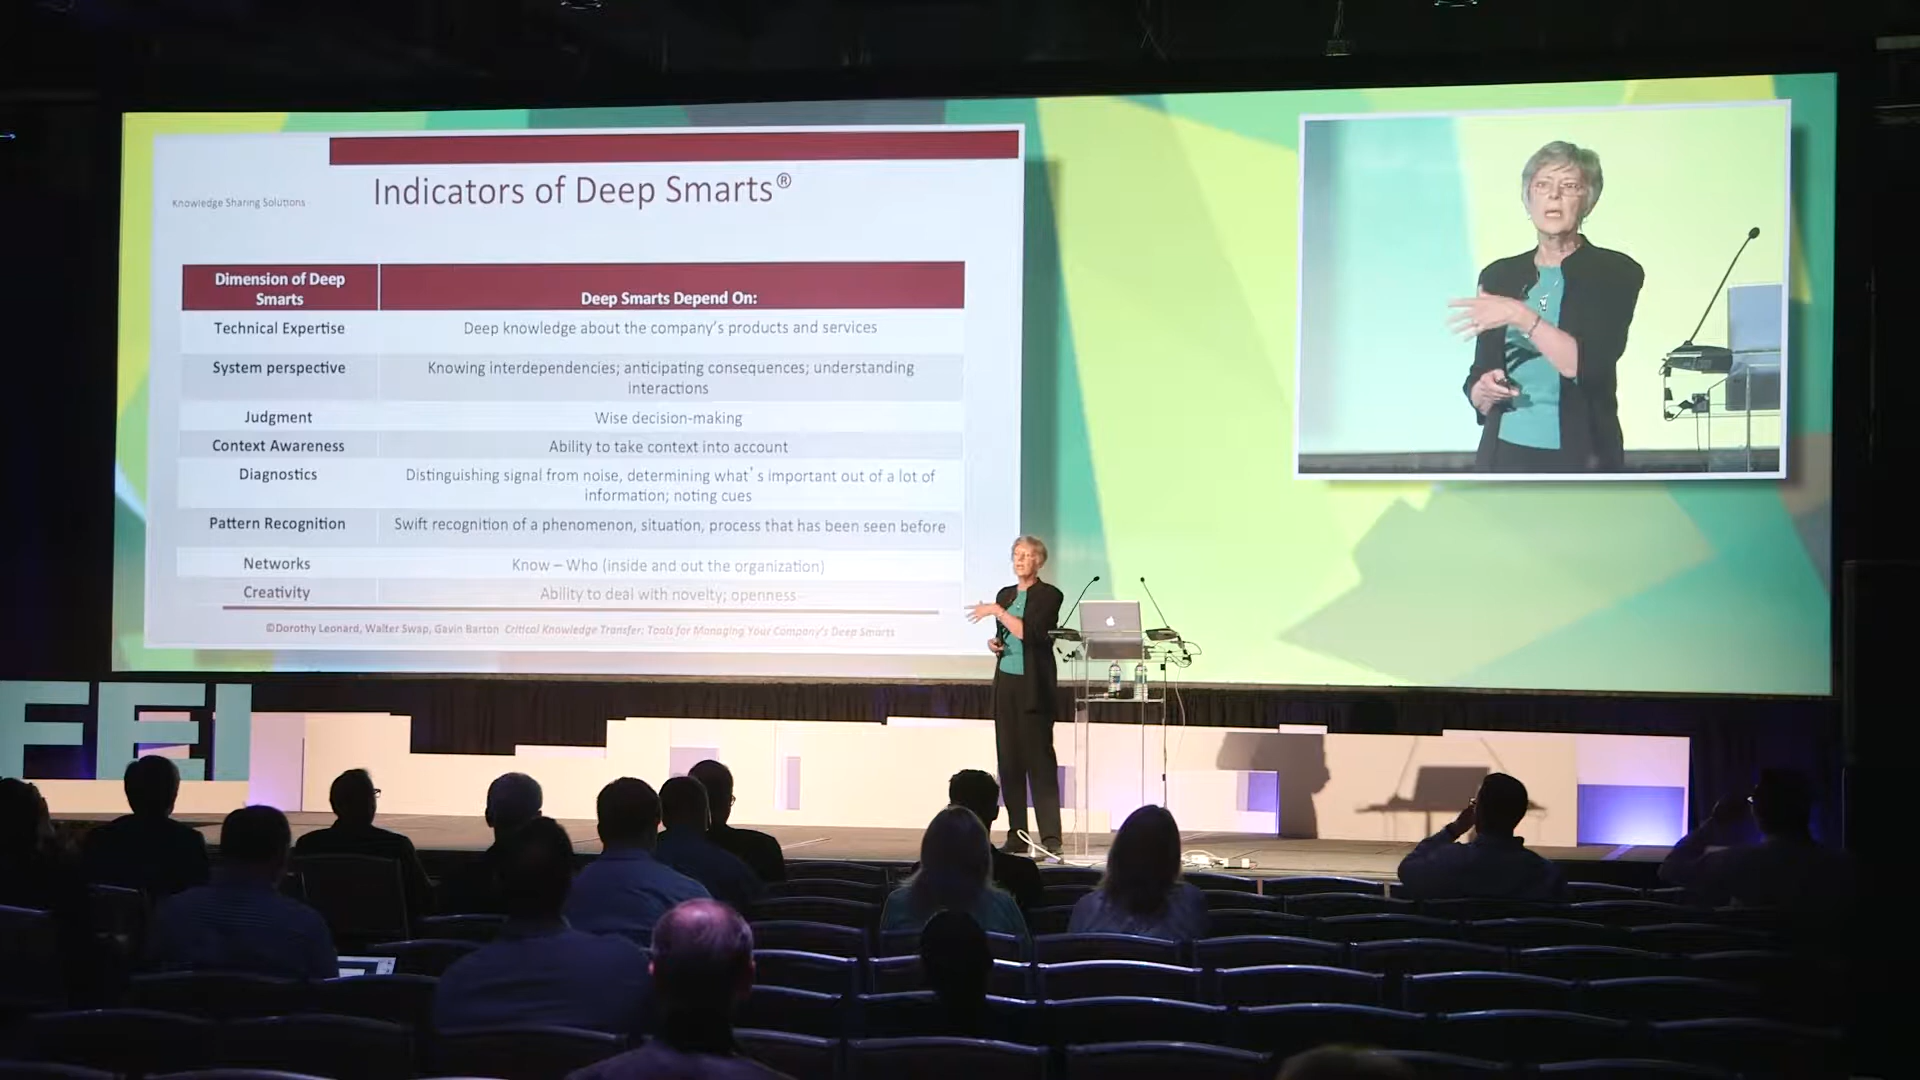 Indicators of Deep Smarts®
Knowledge Sharing Solutions
Dimension of Deep
Smarts
Deep Smarts Depend On:
Technical Expertise
Deep knowledge about the company's products and services
System perspective
Knowing interdependencies; anticipating consequences; understanding
interactions
Judgment
Wise decision-making
Context Awareness
Ability to take context into account
Diagnostics
Distinguishing signal from noise, determining what's important out of a lot of
information; noting cues
Pattern Recognition
Swift recognition of a phenomenon, situation, process that has been seen before
Networks
Know – Who (inside and out the organization)
Creativity
Ability to deal with novelty; openness
©Dorothy Leonard, Walter Swap, Gavin Barton Critical Knowledge Transfer: Tools for Managing Your Company's Deep Smarts
FEI